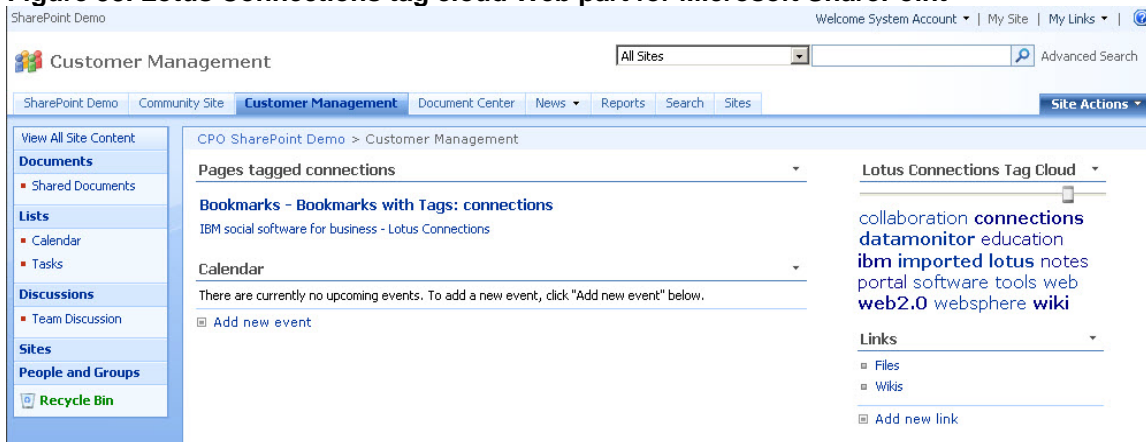 SharePoint Demo
Welcome System Account | My Site | My Links |
Customer Management
All Sites
Advanced Search
SharePoint Demo Community Site Customer Management Document Center News Reports Search Sites
Site Actions
View All Site Content
Documents
Shared Documents
Lists
Calendar
Tasks
Discussions
Team Discussion
Sites
People and Groups
Recycle Bin
CPO SharePoint Demo > Customer Management
Pages tagged connections
Bookmarks - Bookmarks with Tags: connections
IBM social software for business - Lotus Connections
Calendar
There are currently no upcoming events. To add a new event, click "Add new event" below.
Add new event
Lotus Connections Tag Cloud
collaboration connections
datamonitor education
ibm imported lotus notes
portal software tools web
web2.0 websphere wiki
Links
Files
Wikis
Add new link